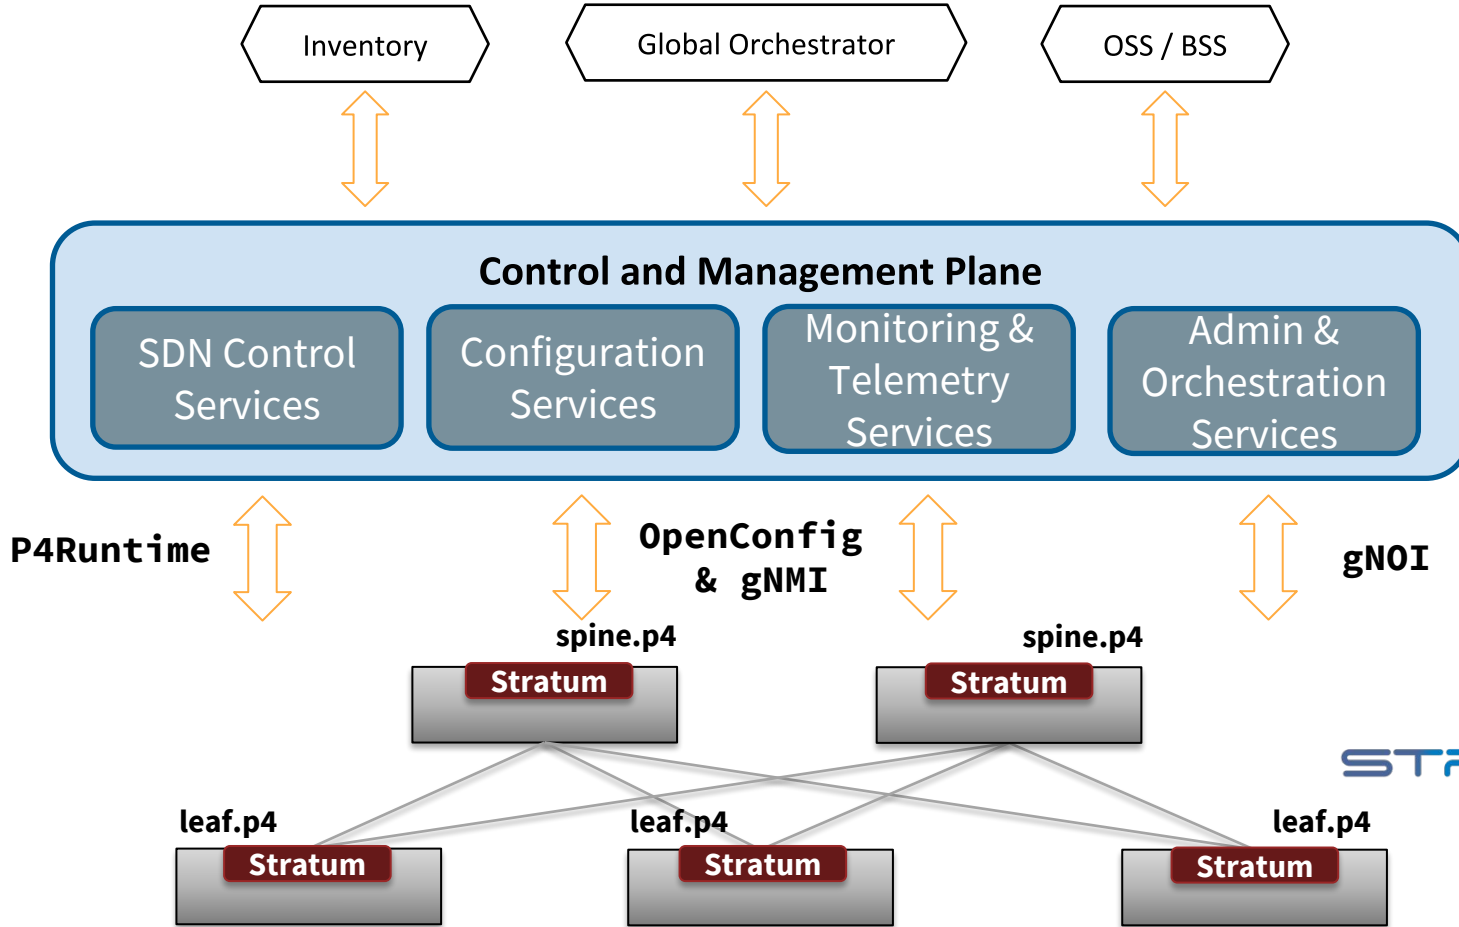 Inventory
Global Orchestrator
OSS / BSS
Control and Management Plane
SDN Control
Services
Configuration
Services
Monitoring &
Telemetry
Services
Admin &
Orchestration
Services
P4Runtime
OpenConfig
& gNMI
gNOI
spine.p4
spine.p4
Stratum
Stratum
leaf.p4
leaf.p4
leaf.p4
Stratum
Stratum
Stratum